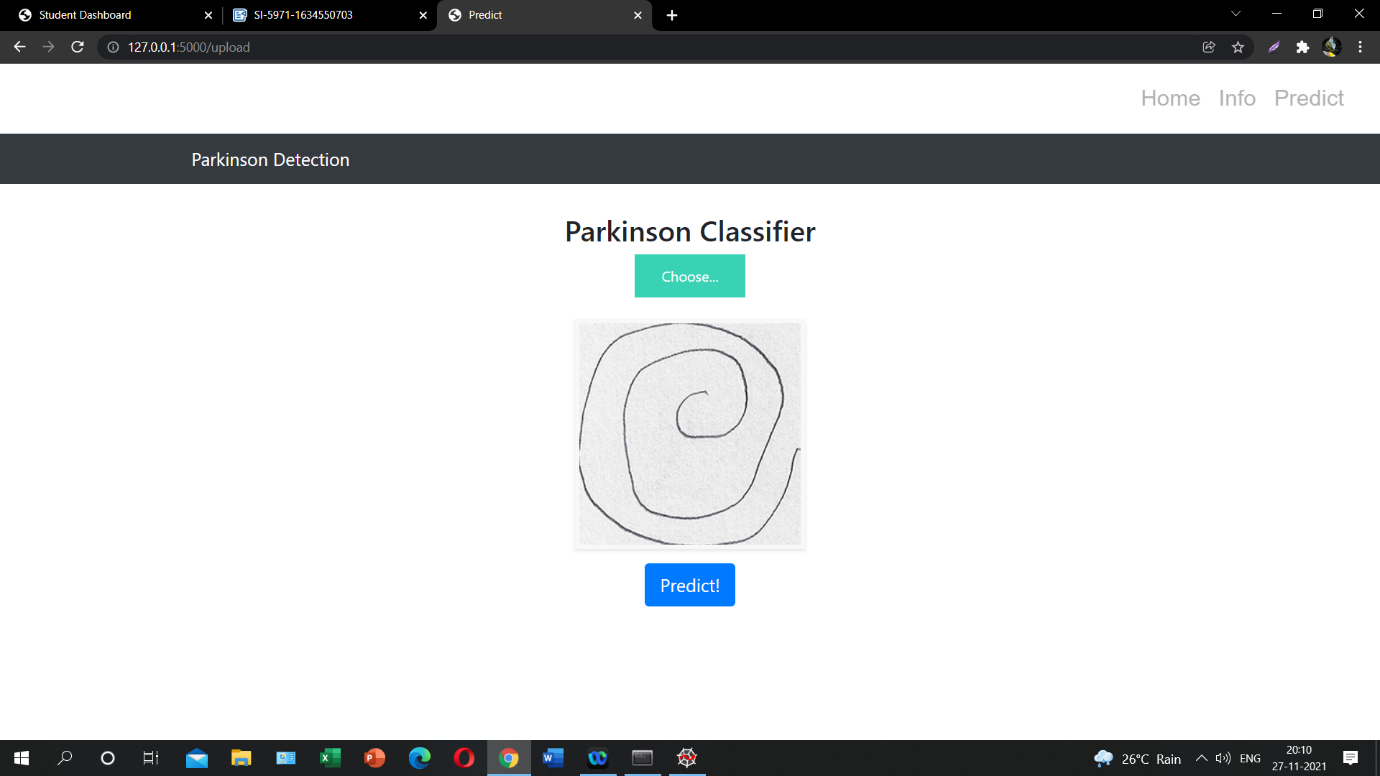 Student Dashboard SI-5971-1634550703 Predict
127.0.0.1:5000/upload
Home Info Predict
Parkinson Detection
Parkinson Classifier
Choose...
Predict!
26°C Rain ENG 20:10
27-11-2021